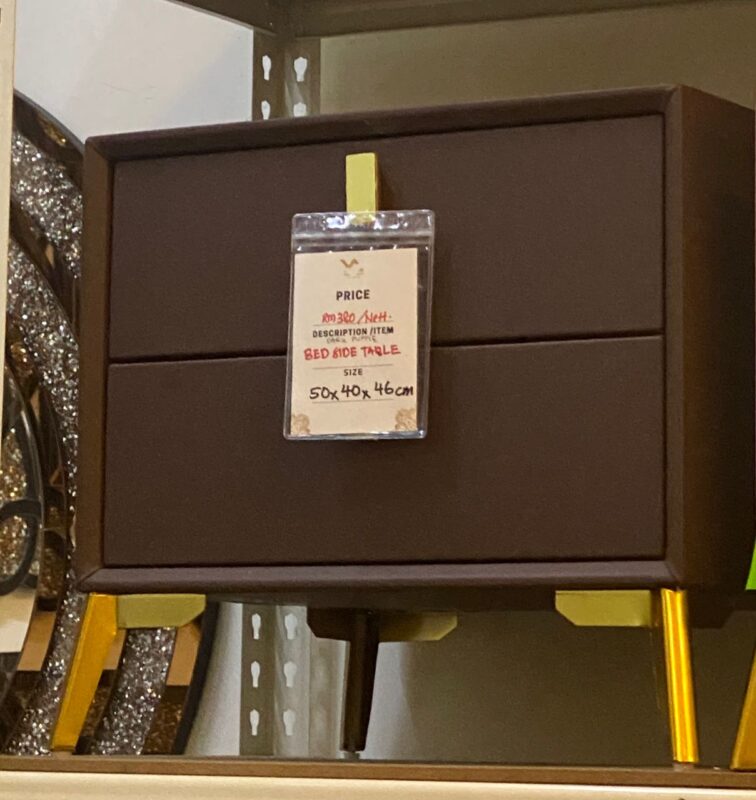 PRICE
RM380/Nett.
DESCRIPTION/ITEM
DARK PURPLE
BED SIDE TABLE
SIZE
50x40x46cm